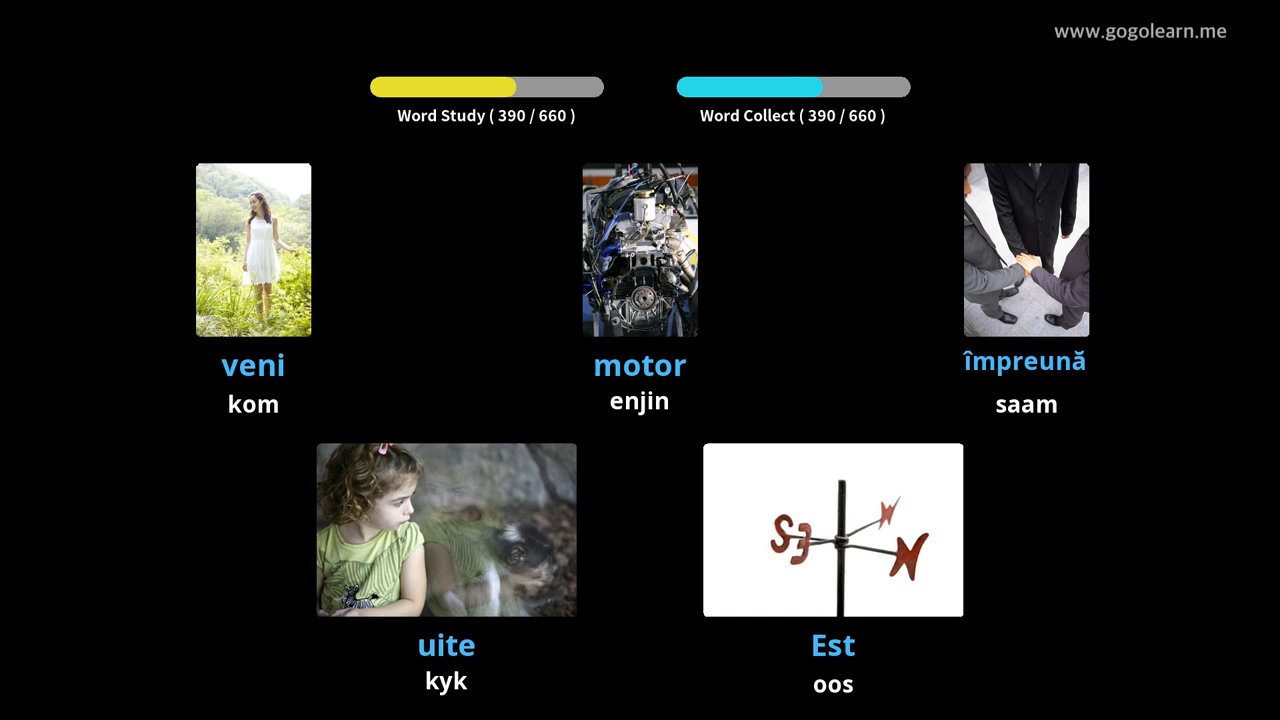 www.gogolearn.me
Word Study ( 390 / 660 )
Word Collect ( 390 / 660 )
veni
kom
motor
enjin
împreună
saam
uite
kyk
S
E
N
Est
oos